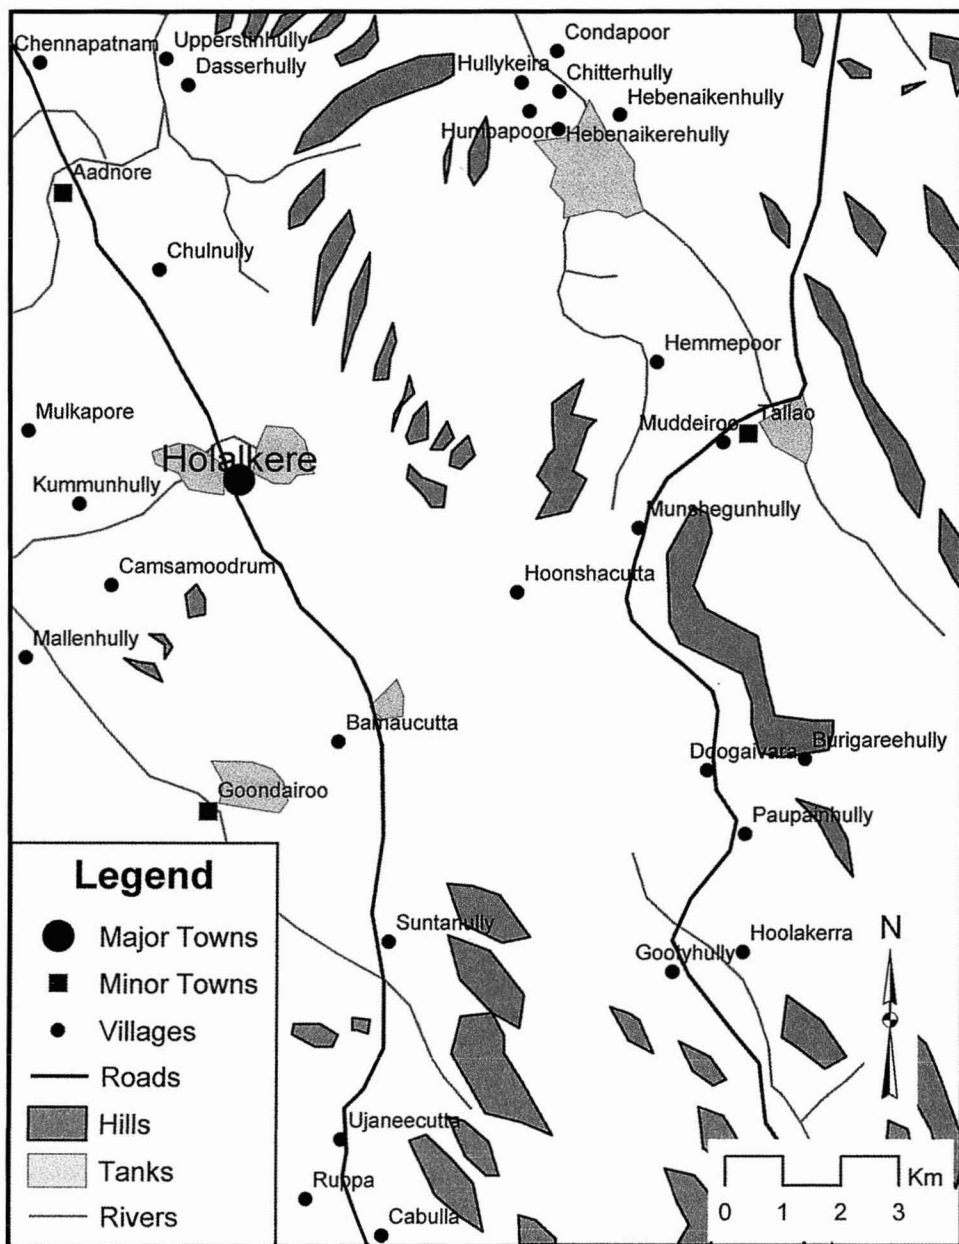 Chennapatnam
Upperstinhully
Dasserhully
Condapoor
Hullykeira
Chitterhully
Hebenaikenhully
Humpapoor
Hebenaikerehully
Aadnore
Chulnully
Hemmepoor
Mulkapore
Muddeiroo
Tallao
Holalkere
Kummunhully
Munshegunhully
Camsamoodrum
Hoonshacutta
Mallenhully
Bamaucutta
Doogaivara
Burigareehully
Goondairoo
Paupainhully
Legend
Major Towns
Minor Towns
Villages
Roads
Hills
Tanks
Rivers
Suntanully
Gootyhully
Hoolakerra
N
Ujaneecutta
Ruppa
Cabulla
Km
0 1 2 3